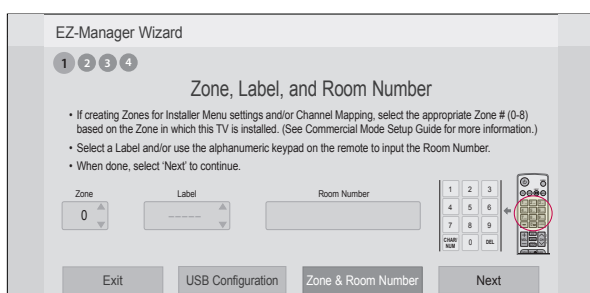 EZ-Manager Wizard
1 2 3 4
Zone, Label, and Room Number
• If creating Zones for Installer Menu settings and/or Channel Mapping, select the appropriate Zone # (0-8)
based on the Zone in which this TV is installed. (See Commercial Mode Setup Guide for more information.)
• Select a Label and/or use the alphanumeric keypad on the remote to input the Room Number.
• When done, select 'Next' to continue.
Zone Label Room Number
0 -----
1 2 3
4 5 6
7 8 9
CHAR/
NUM 0 DEL
Exit USB Configuration Zone & Room Number Next